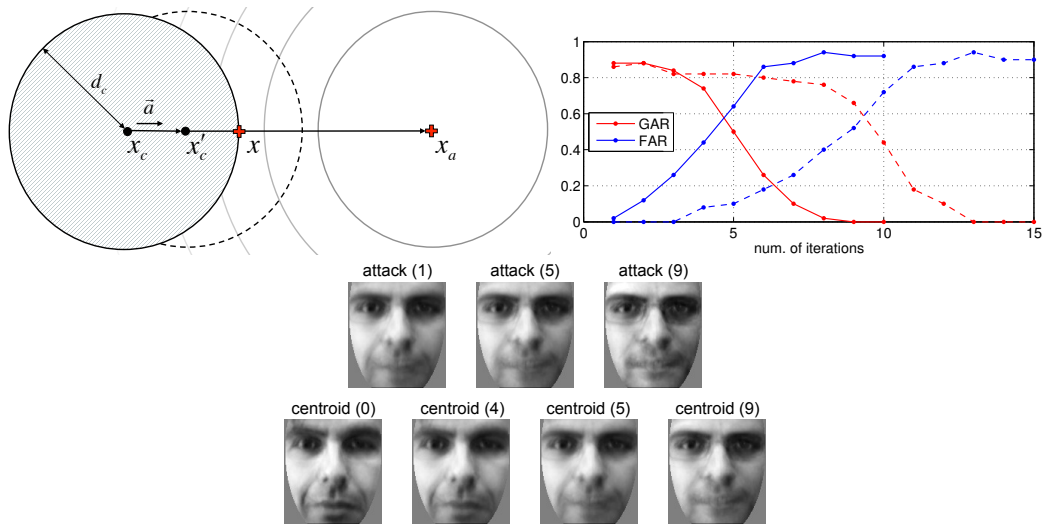 d_c
a⃗
x_c
x'_c
x
x_a
1
0.8
0.6
0.4
0.2
0
GAR
FAR
0
5
10
15
num. of iterations
attack (1)
attack (5)
attack (9)
centroid (0)
centroid (4)
centroid (5)
centroid (9)